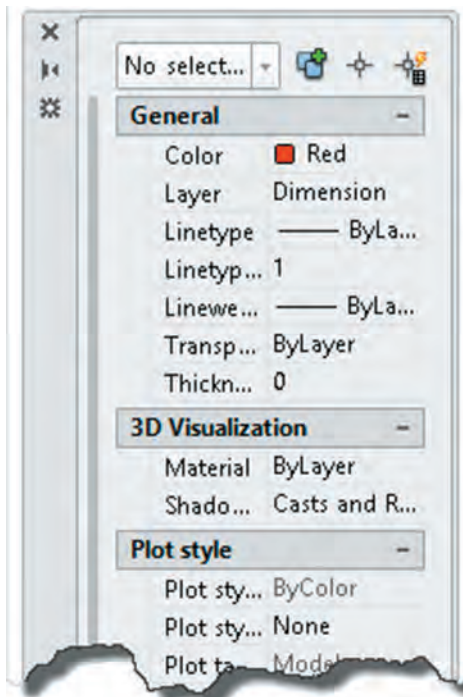 No select...
General
Color Red
Layer Dimension
Linetype ByLa...
Linetyp... 1
Linewe... ByLa...
Transp... ByLayer
Thickn... 0
3D Visualization
Material ByLayer
Shado... Casts and R...
Plot style
Plot sty... ByColor
Plot sty... None
Plot ta... Model